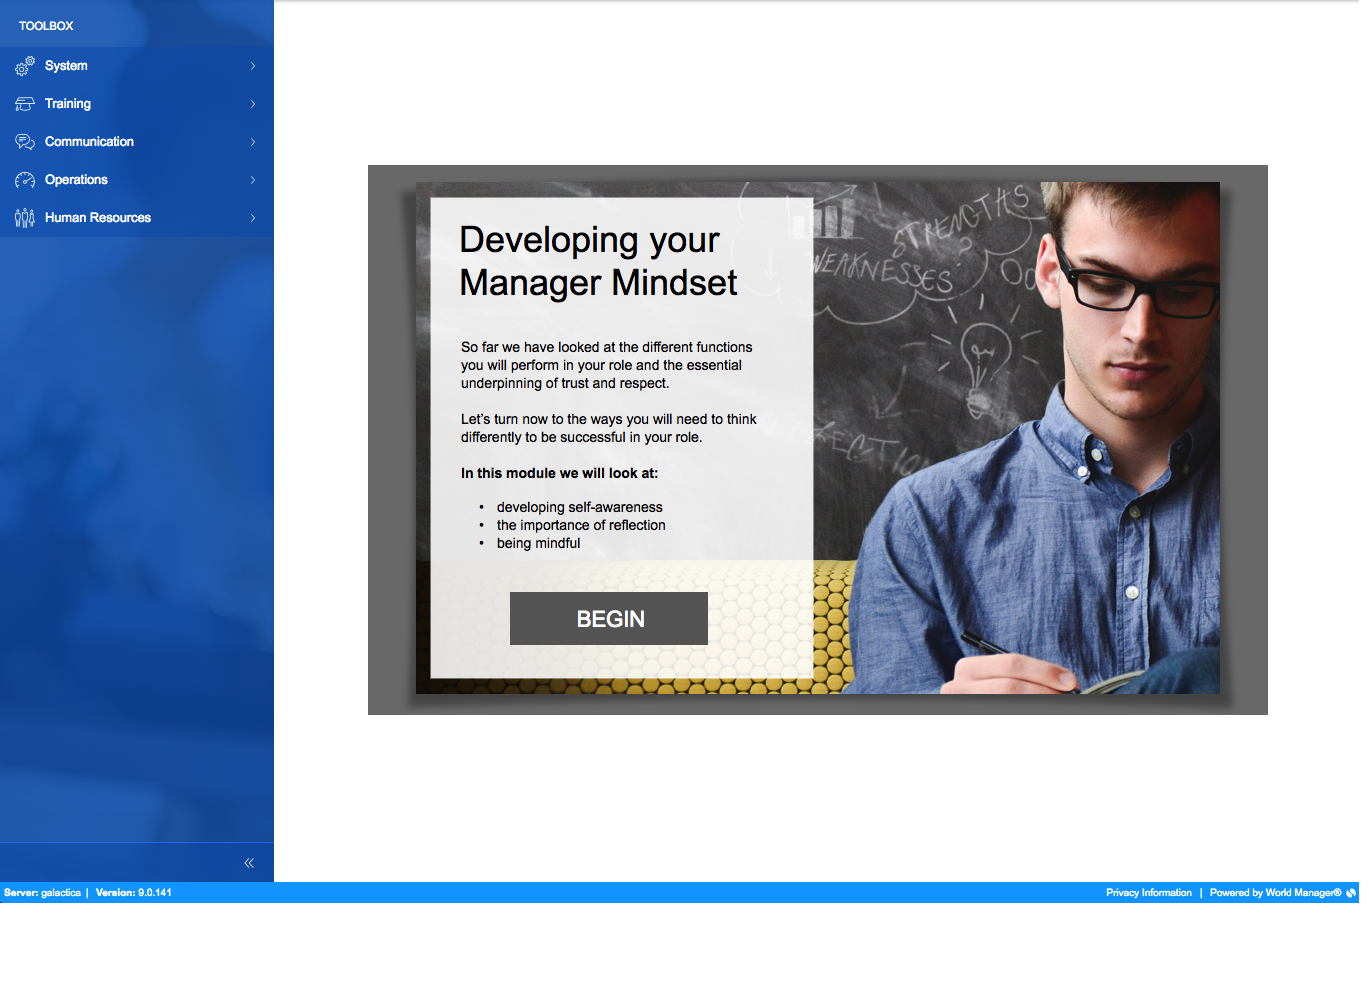 TOOLBOX
System
Training
Communication
Operations
Human Resources
Developing your
Manager Mindset
So far we have looked at the different functions
you will perform in your role and the essential
underpinning of trust and respect.
Let's turn now to the ways you will need to think
differently to be successful in your role.
In this module we will look at:
• developing self-awareness
• the importance of reflection
• being mindful
BEGIN
STRENGTHS
?
WEAKNESSES
Server: galactica | Version: 9.0.141
Privacy Information | Powered by World Manager®